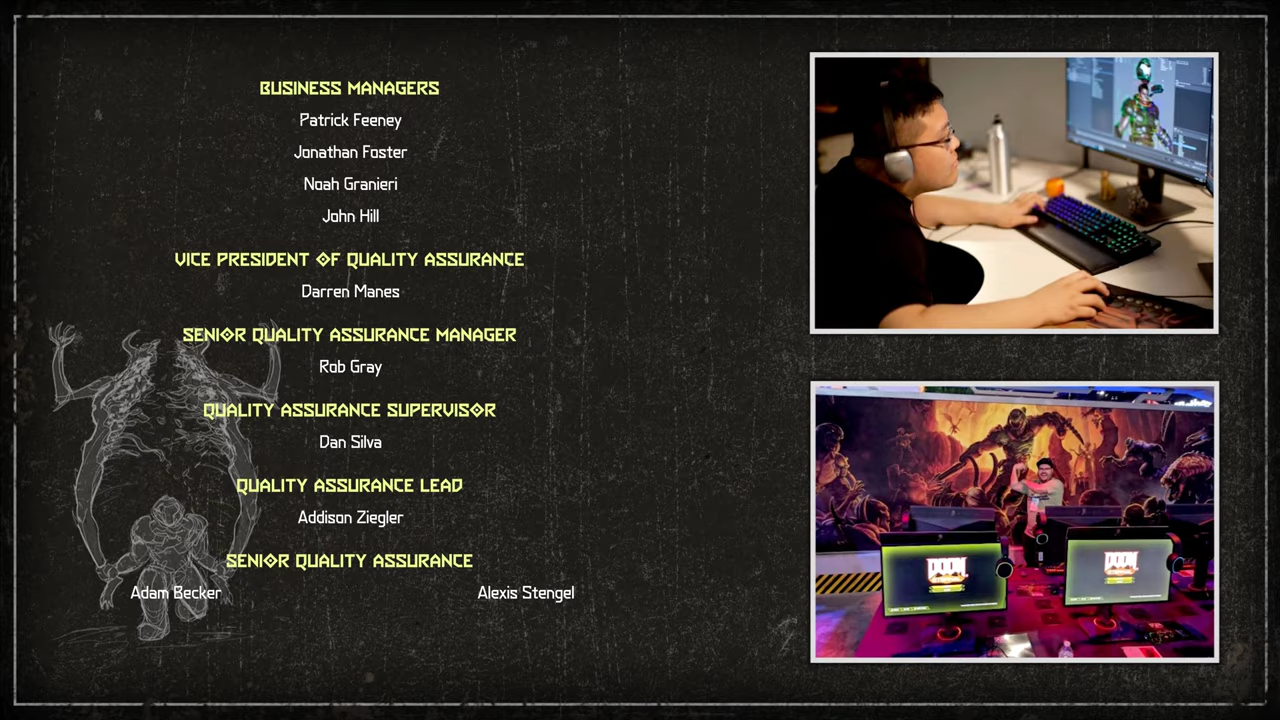 BUSINESS MANAGERS
Patrick Feeney
Jonathan Foster
Noah Granieri
John Hill
VICE PRESIDENT OF QUALITY ASSURANCE
Darren Manes
SENIOR QUALITY ASSURANCE MANAGER
Rob Gray
QUALITY ASSURANCE SUPERVISOR
Dan Silva
QUALITY ASSURANCE LEAD
Addison Ziegler
SENIOR QUALITY ASSURANCE
Adam Becker Alexis Stengel
DOOM DOOM